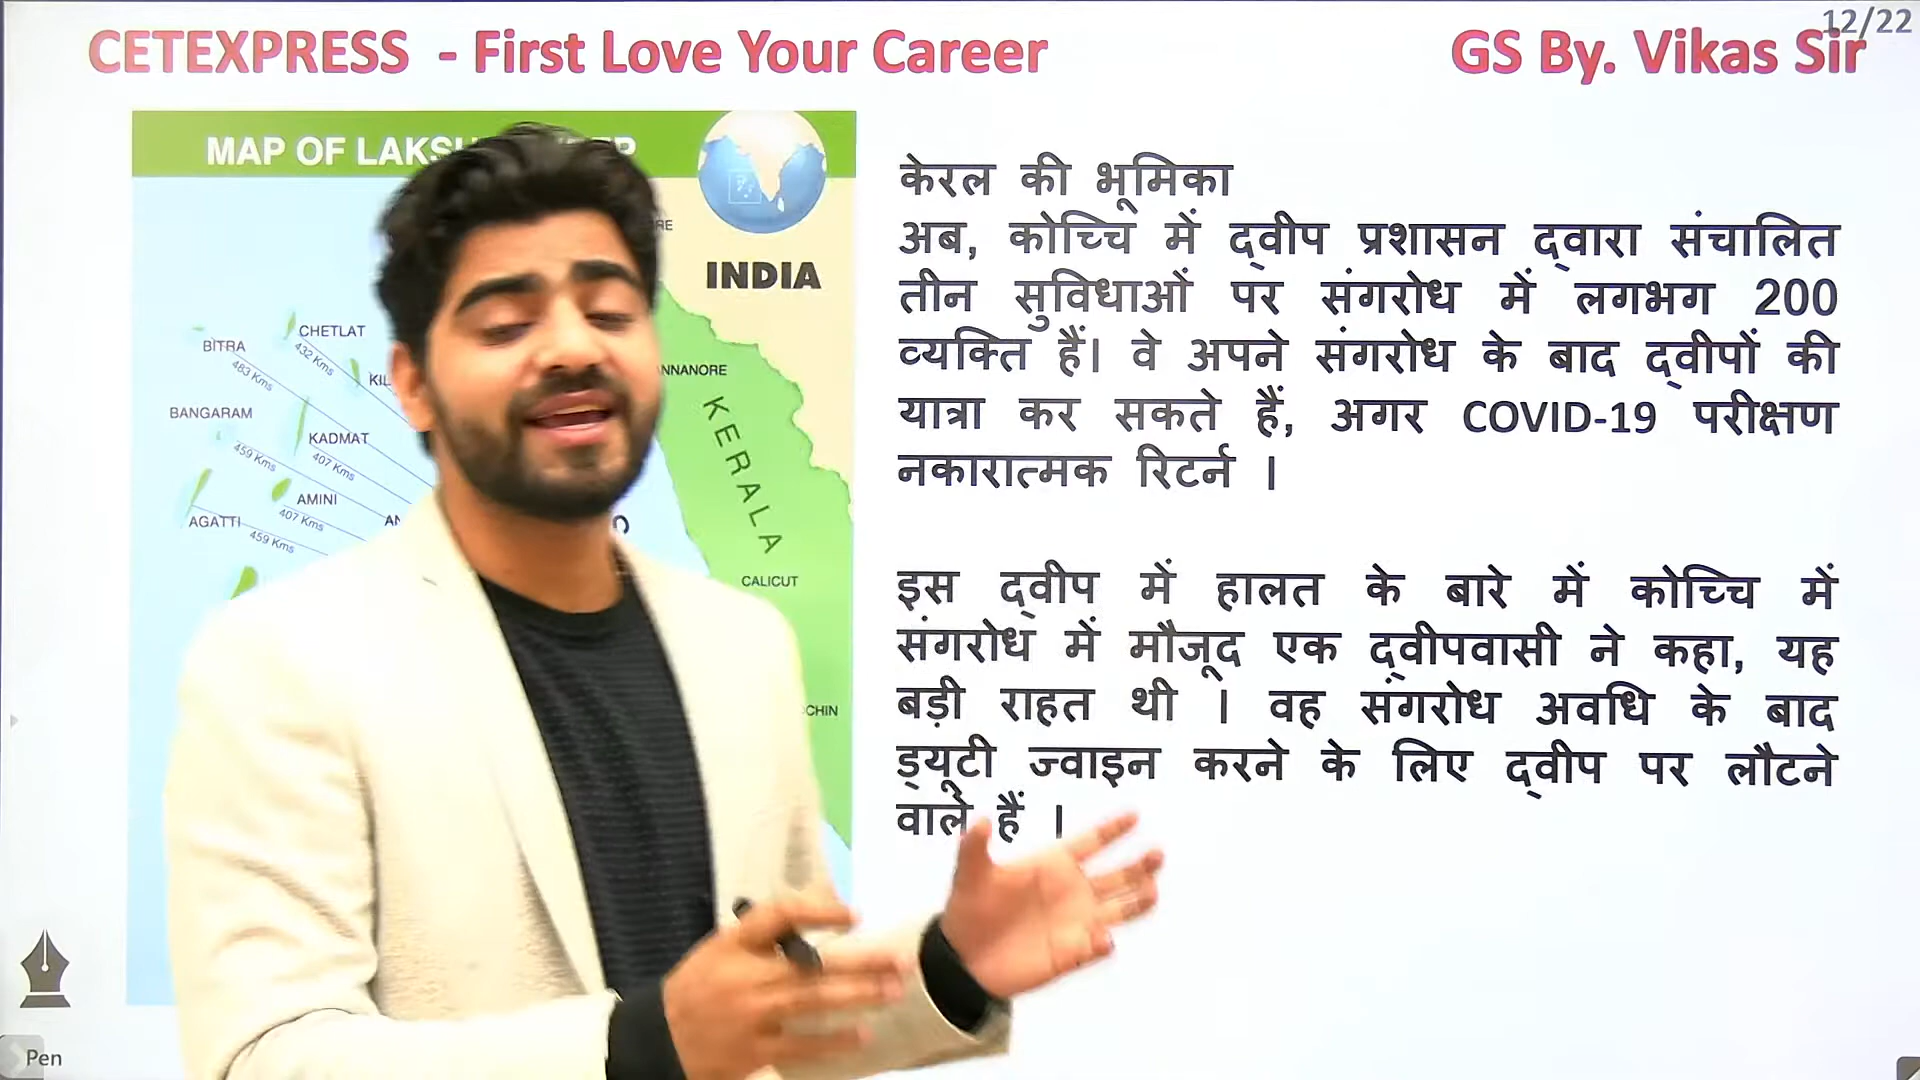 12/22
CETEXPRESS - First Love Your Career
GS By. Vikas Sir
MAP OF
INDIA
CHETLAT
432 Kms
BITRA
483 Kms
BANGARAM
459 Kms
KADMAT
407 Kms
AMINI
407 Kms
AGATTI
459 Kms
KERALA
CALICUT
केरल की भूमिका
अब, कोच्चि में द्वीप प्रशासन द्वारा संचालित
तीन सुविधाओं पर संगरोध में लगभग 200
व्यक्ति हैं। वे अपने संगरोध के बाद द्वीपों की
यात्रा कर सकते हैं, अगर COVID-19 परीक्षण
नकारात्मक रिटर्न ।
इस द्वीप में हालत के बारे में कोच्चि में
संगरोध में मौजूद एक द्वीपवासी ने कहा, यह
बड़ी राहत थी । वह संगरोध अवधि के बाद
ड्यूटी ज्वाइन करने के लिए द्वीप पर लौटने
वाले हैं ।
Pen